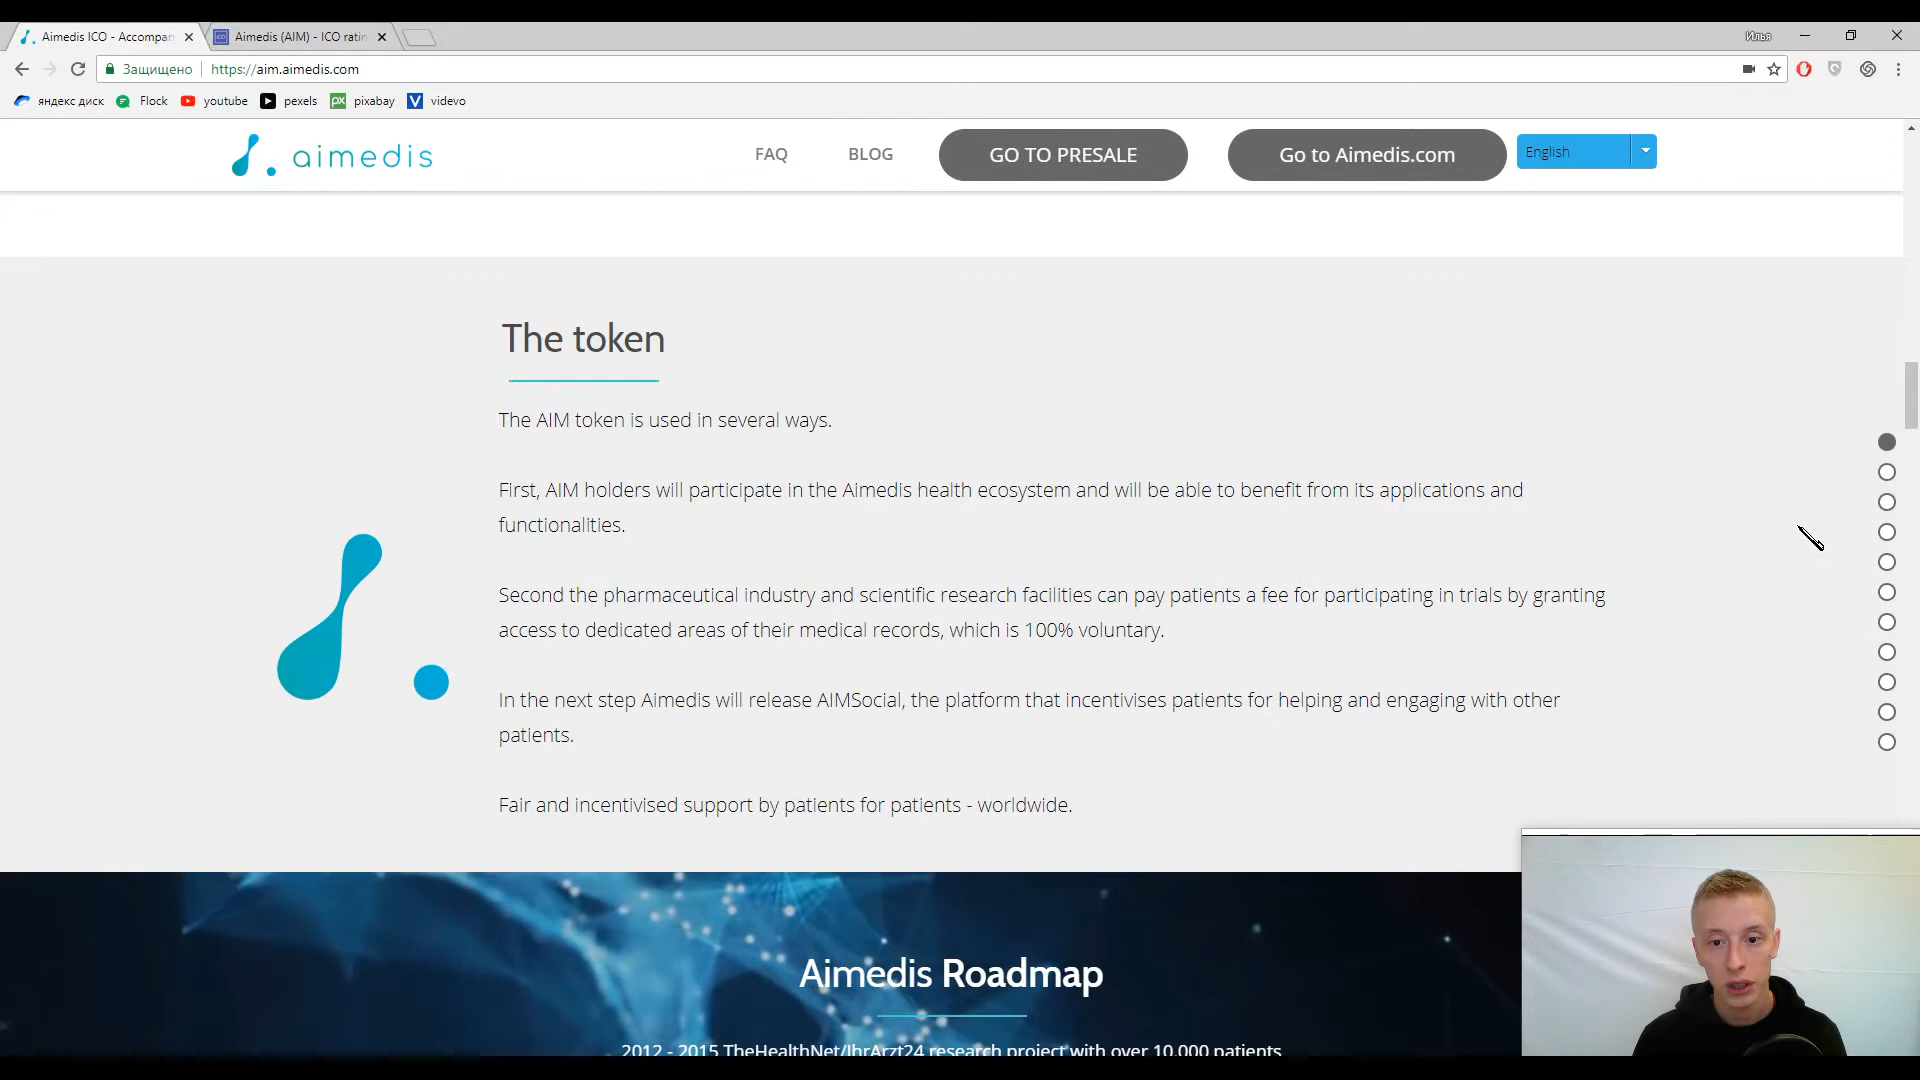 Aimedis ICO - Accompan
Aimedis (AIM) - ICO ratin
Илья
Защищено
https://aim.aimedis.com
яндекс диск
Flock
youtube
pexels
pixabay
videvo
aimedis
FAQ
BLOG
GO TO PRESALE
Go to Aimedis.com
English
The token
The AIM token is used in several ways.
First, AIM holders will participate in the Aimedis health ecosystem and will be able to benefit from its applications and
functionalities.
Second the pharmaceutical industry and scientific research facilities can pay patients a fee for participating in trials by granting
access to dedicated areas of their medical records, which is 100% voluntary.
In the next step Aimedis will release AIMSocial, the platform that incentivises patients for helping and engaging with other
patients.
Fair and incentivised support by patients for patients - worldwide.
Aimedis Roadmap
2012 - 2015 TheHealthNet/IhrArzt24 research project with over 10.000 patients